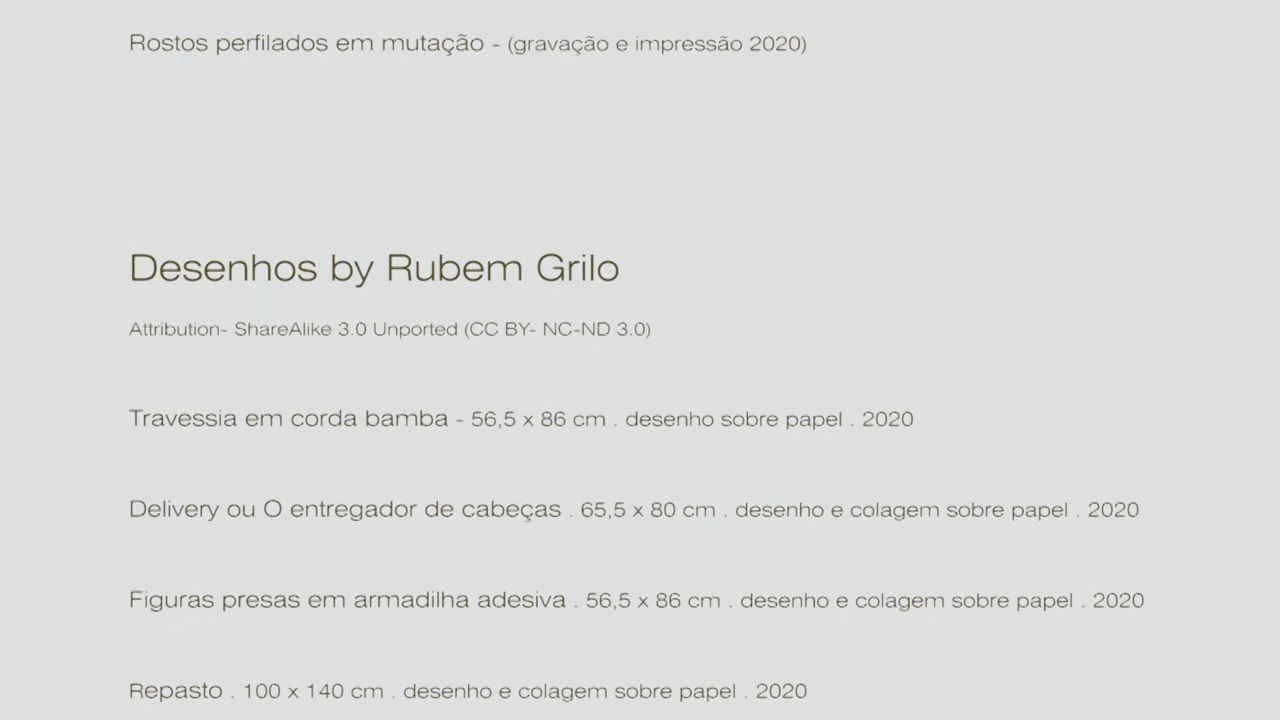 Rostos perfilados em mutação - (gravação e impressão 2020)
Desenhos by Rubem Grilo
Attribution- ShareAlike 3.0 Unported (CC BY- NC-ND 3.0)
Travessia em corda bamba - 56,5 x 86 cm . desenho sobre papel . 2020
Delivery ou O entregador de cabeças . 65,5 x 80 cm . desenho e colagem sobre papel . 2020
Figuras presas em armadilha adesiva . 56,5 x 86 cm . desenho e colagem sobre papel . 2020
Repasto . 100 x 140 cm . desenho e colagem sobre papel . 2020